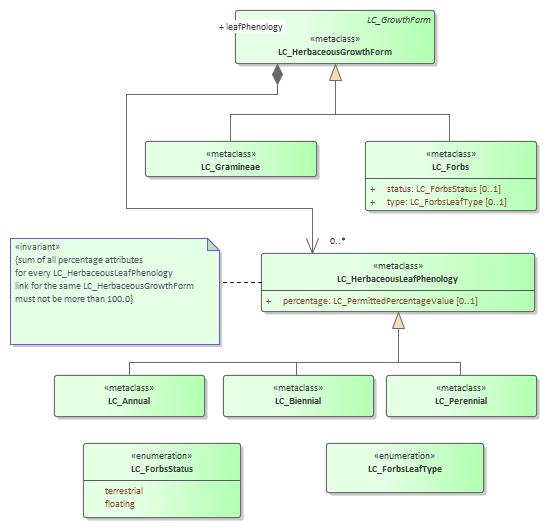 LC_GrowthForm
+ leafPhenology
«metaclass»
LC_HerbaceousGrowthForm
«metaclass»
LC_Gramineae
«metaclass»
LC_Forbs
+ status: LC_ForbsStatus [0..1]
+ type: LC_ForbsLeafType [0..1]
0..*
«invariant»
{sum of all percentage attributes
for every LC_HerbaceousLeafPhenology
link for the same LC_HerbaceousGrowthForm
must not be more than 100.0}
«metaclass»
LC_HerbaceousLeafPhenology
+ percentage: LC_PermittedPercentageValue [0..1]
«metaclass»
LC_Annual
«metaclass»
LC_Biennial
«metaclass»
LC_Perennial
«enumeration»
LC_ForbsStatus
terrestrial
floating
«enumeration»
LC_ForbsLeafType